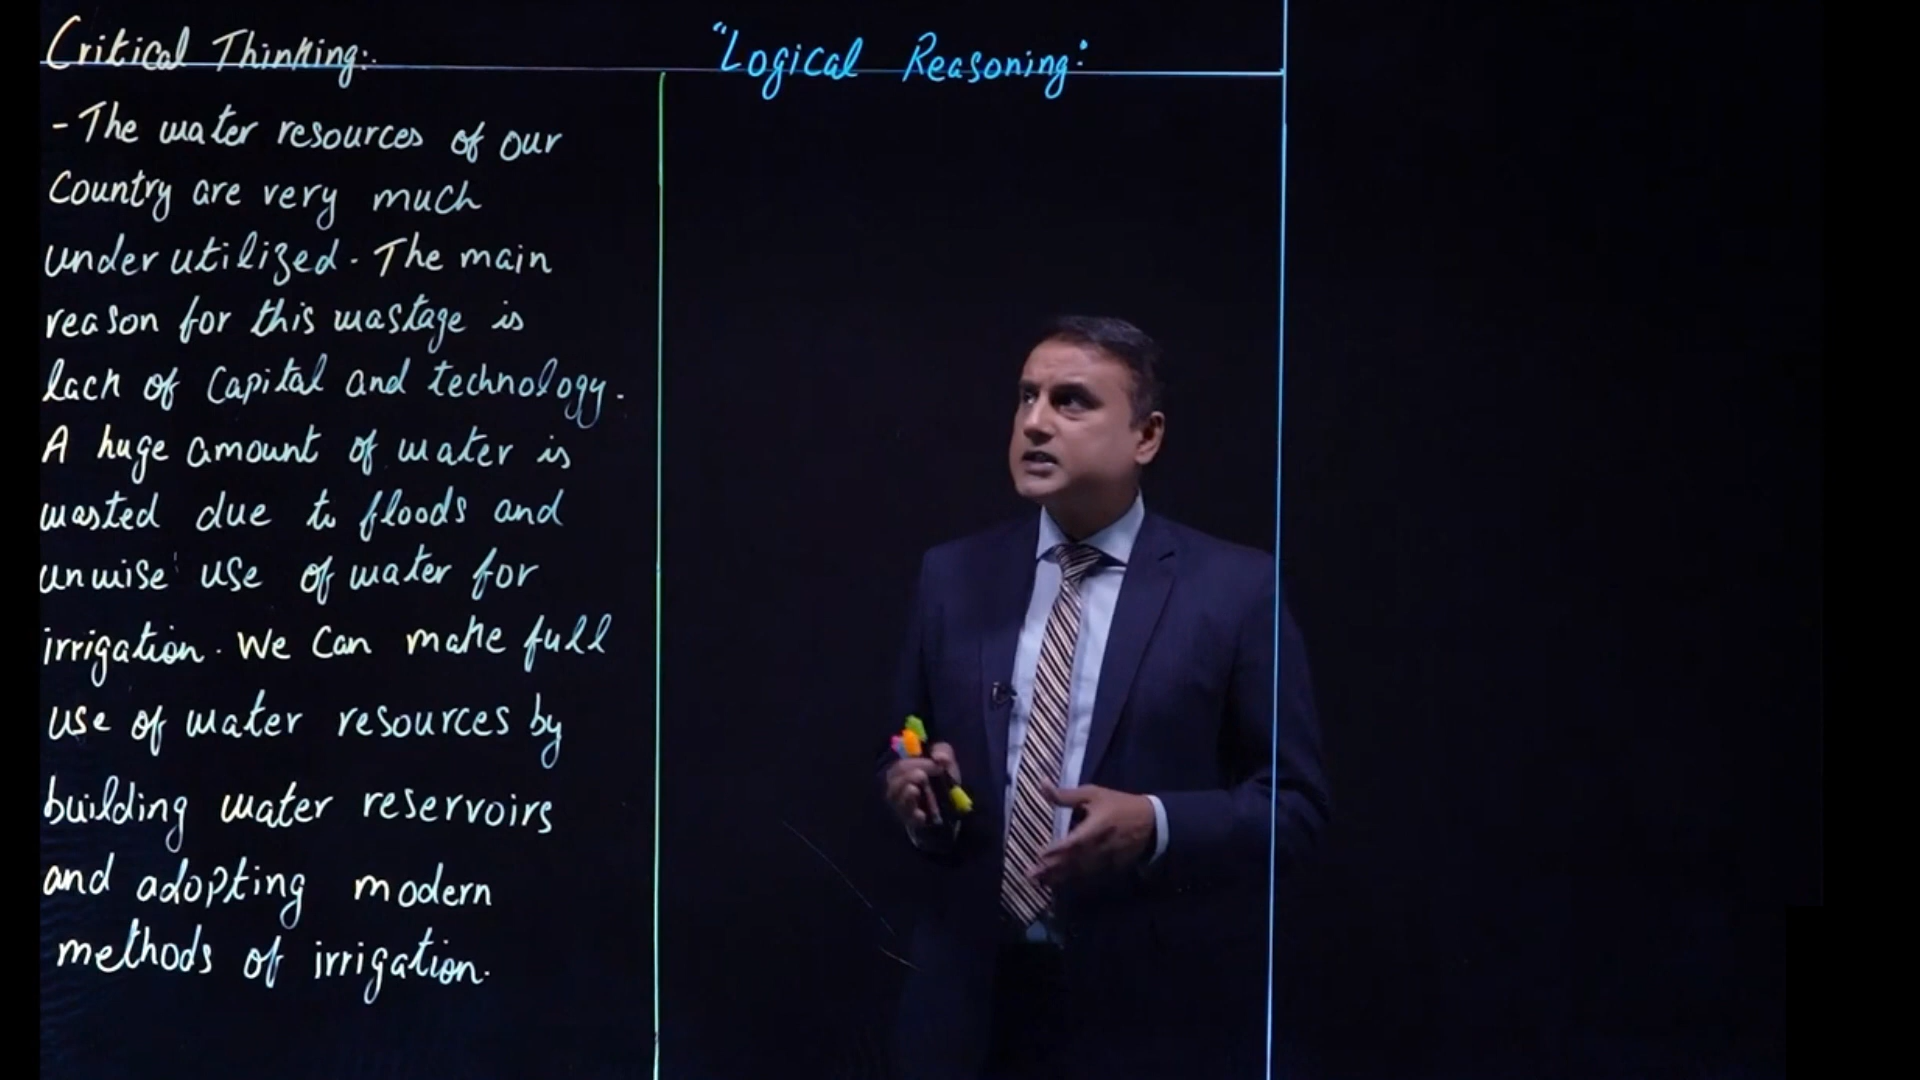 Critical Thinking:.
"Logical Reasoning:
- The water resources of our
Country are very much
under utilized. The main
reason for this wastage is
lack of Capital and technology.
A huge amount of water is
wasted due to floods and
unwise use of water for
irrigation. We Can make full
use of water resources by
building water reservoirs
and adopting modern
methods of irrigation.